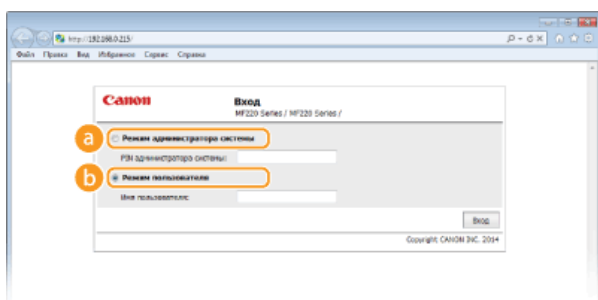 http://192.168.0.215/
Файл Правка Вид Избранное Сервис Справка
Canon
Вход
MF220 Series / MF220 Series /
a
Режим администратора системы
PIN администратора системы:
b
Режим пользователя
Имя пользователя:
Вход
Copyright CANON INC. 2014